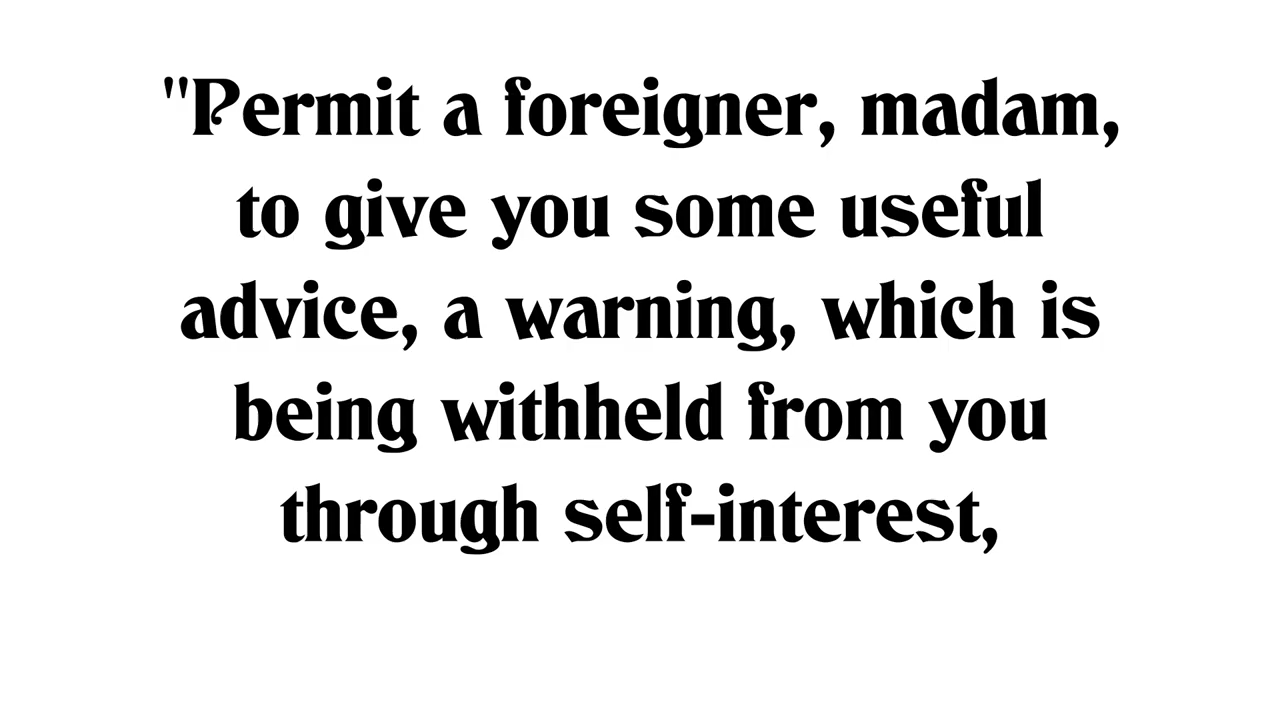 "Permit a foreigner, madam,
to give you some useful
advice, a warning, which is
being withheld from you
through self-interest,